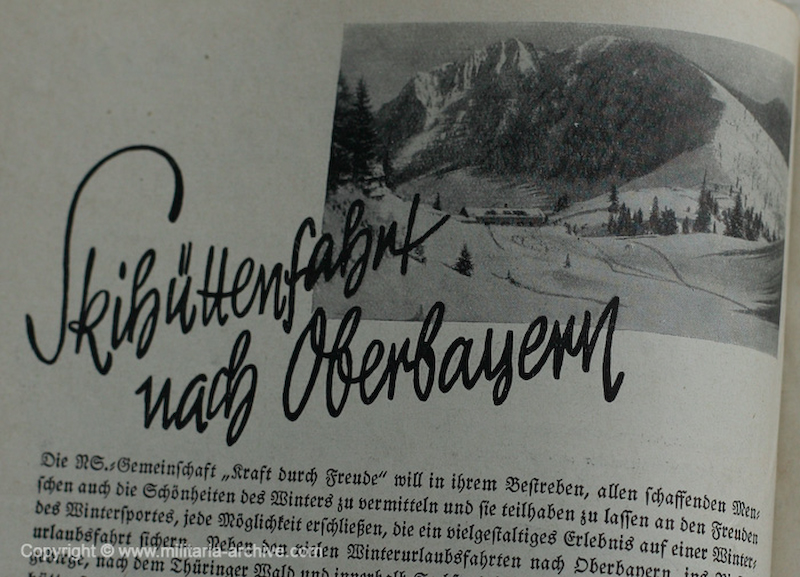 Skihüttenfahrt
nach Oberbayern
Die NS.-Gemeinschaft „Kraft durch Freude“ will in ihrem Bestreben, allen schaffenden Men-
schen auch die Schönheiten des Winters zu vermitteln und sie teilhaben zu lassen an den Freuden
des Wintersportes, jede Möglichkeit erschließen, die ein vielgestaltiges Erlebnis auf einer Winter-
urlaubsfahrt sichern. Neben den vielen Winterurlaubsfahrten nach Oberbayern, ins
gebirge, nach dem Thüringer Wald und innerhalb
Copyright © www.militaria-archive.com